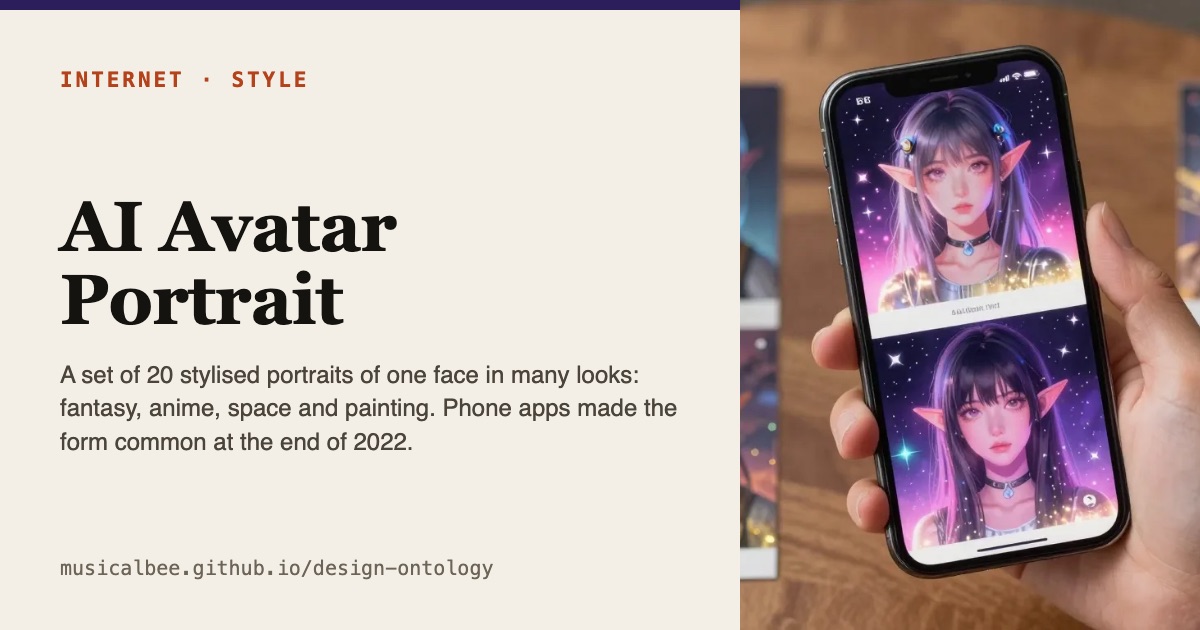 INTERNET · STYLE
AI Avatar
Portrait
A set of 20 stylised portraits of one face in many looks:
fantasy, anime, space and painting. Phone apps made the
form common at the end of 2022.
musicalbee.github.io/design-ontology